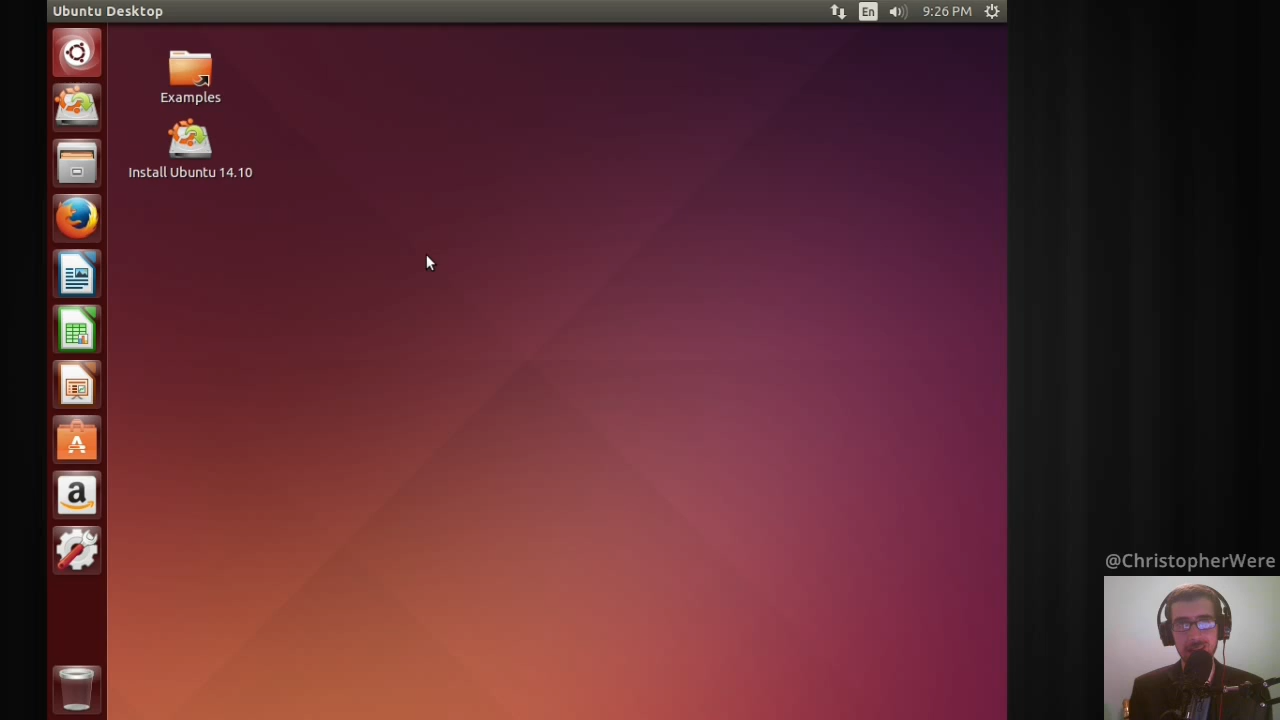 Ubuntu Desktop
En
9:26 PM
Examples
Install Ubuntu 14.10
@ChristopherWere